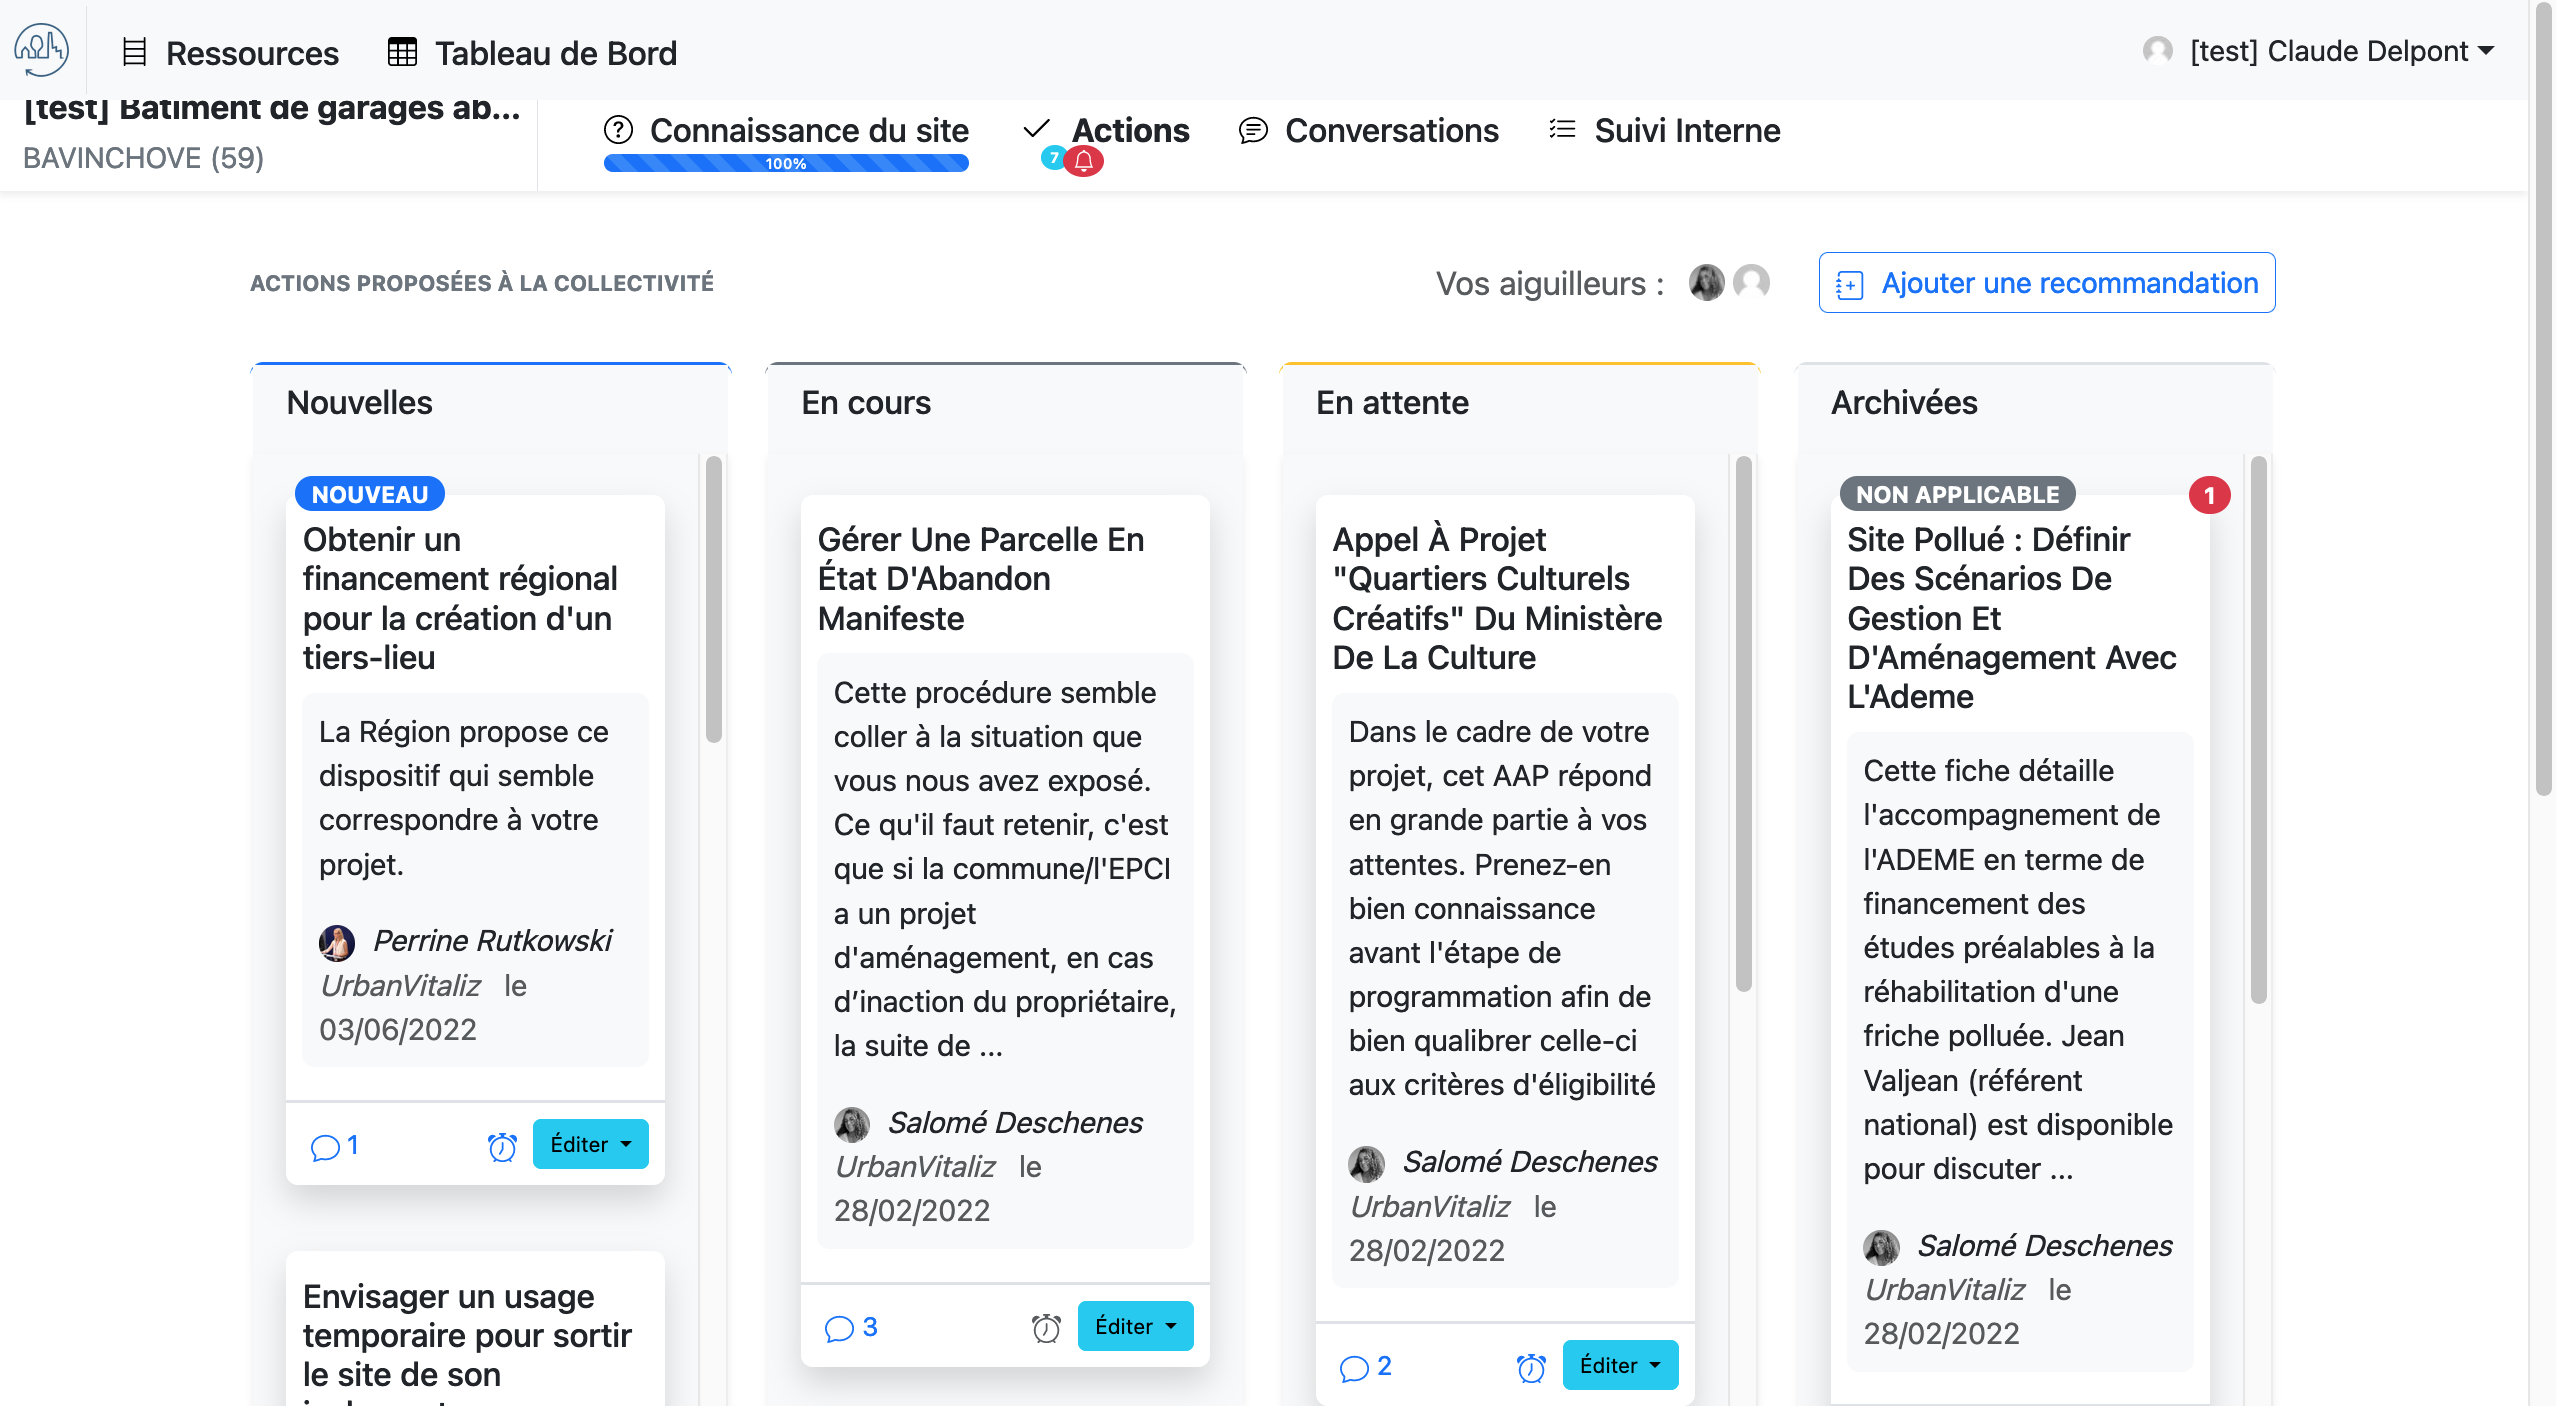 Ressources
Tableau de Bord
[test] Claude Delpont
[test] Batiment de garages ab...
BAVINCHOVE (59)
Connaissance du site
100%
Actions
7
Conversations
Suivi Interne
ACTIONS PROPOSÉES À LA COLLECTIVITÉ
Vos aiguilleurs :
Ajouter une recommandation
Nouvelles
NOUVEAU
Obtenir un
financement régional
pour la création d'un
tiers-lieu
La Région propose ce
dispositif qui semble
correspondre à votre
projet.
Perrine Rutkowski
UrbanVitaliz le
03/06/2022
1
Éditer
Envisager un usage
temporaire pour sortir
le site de son
En cours
Gérer Une Parcelle En
État D'Abandon
Manifeste
Cette procédure semble
coller à la situation que
vous nous avez exposé.
Ce qu'il faut retenir, c'est
que si la commune/l'EPCI
a un projet
d'aménagement, en cas
d’inaction du propriétaire,
la suite de ...
Salomé Deschenes
UrbanVitaliz le
28/02/2022
3
Éditer
En attente
Appel À Projet
"Quartiers Culturels
Créatifs" Du Ministère
De La Culture
Dans le cadre de votre
projet, cet AAP répond
en grande partie à vos
attentes. Prenez-en
bien connaissance
avant l'étape de
programmation afin de
bien qualibrer celle-ci
aux critères d'éligibilité
Salomé Deschenes
UrbanVitaliz le
28/02/2022
2
Éditer
Archivées
NON APPLICABLE
1
Site Pollué : Définir
Des Scénarios De
Gestion Et
D'Aménagement Avec
L'Ademe
Cette fiche détaille
l'accompagnement de
l'ADEME en terme de
financement des
études préalables à la
réhabilitation d'une
friche polluée. Jean
Valjean (référent
national) est disponible
pour discuter ...
Salomé Deschenes
UrbanVitaliz le
28/02/2022